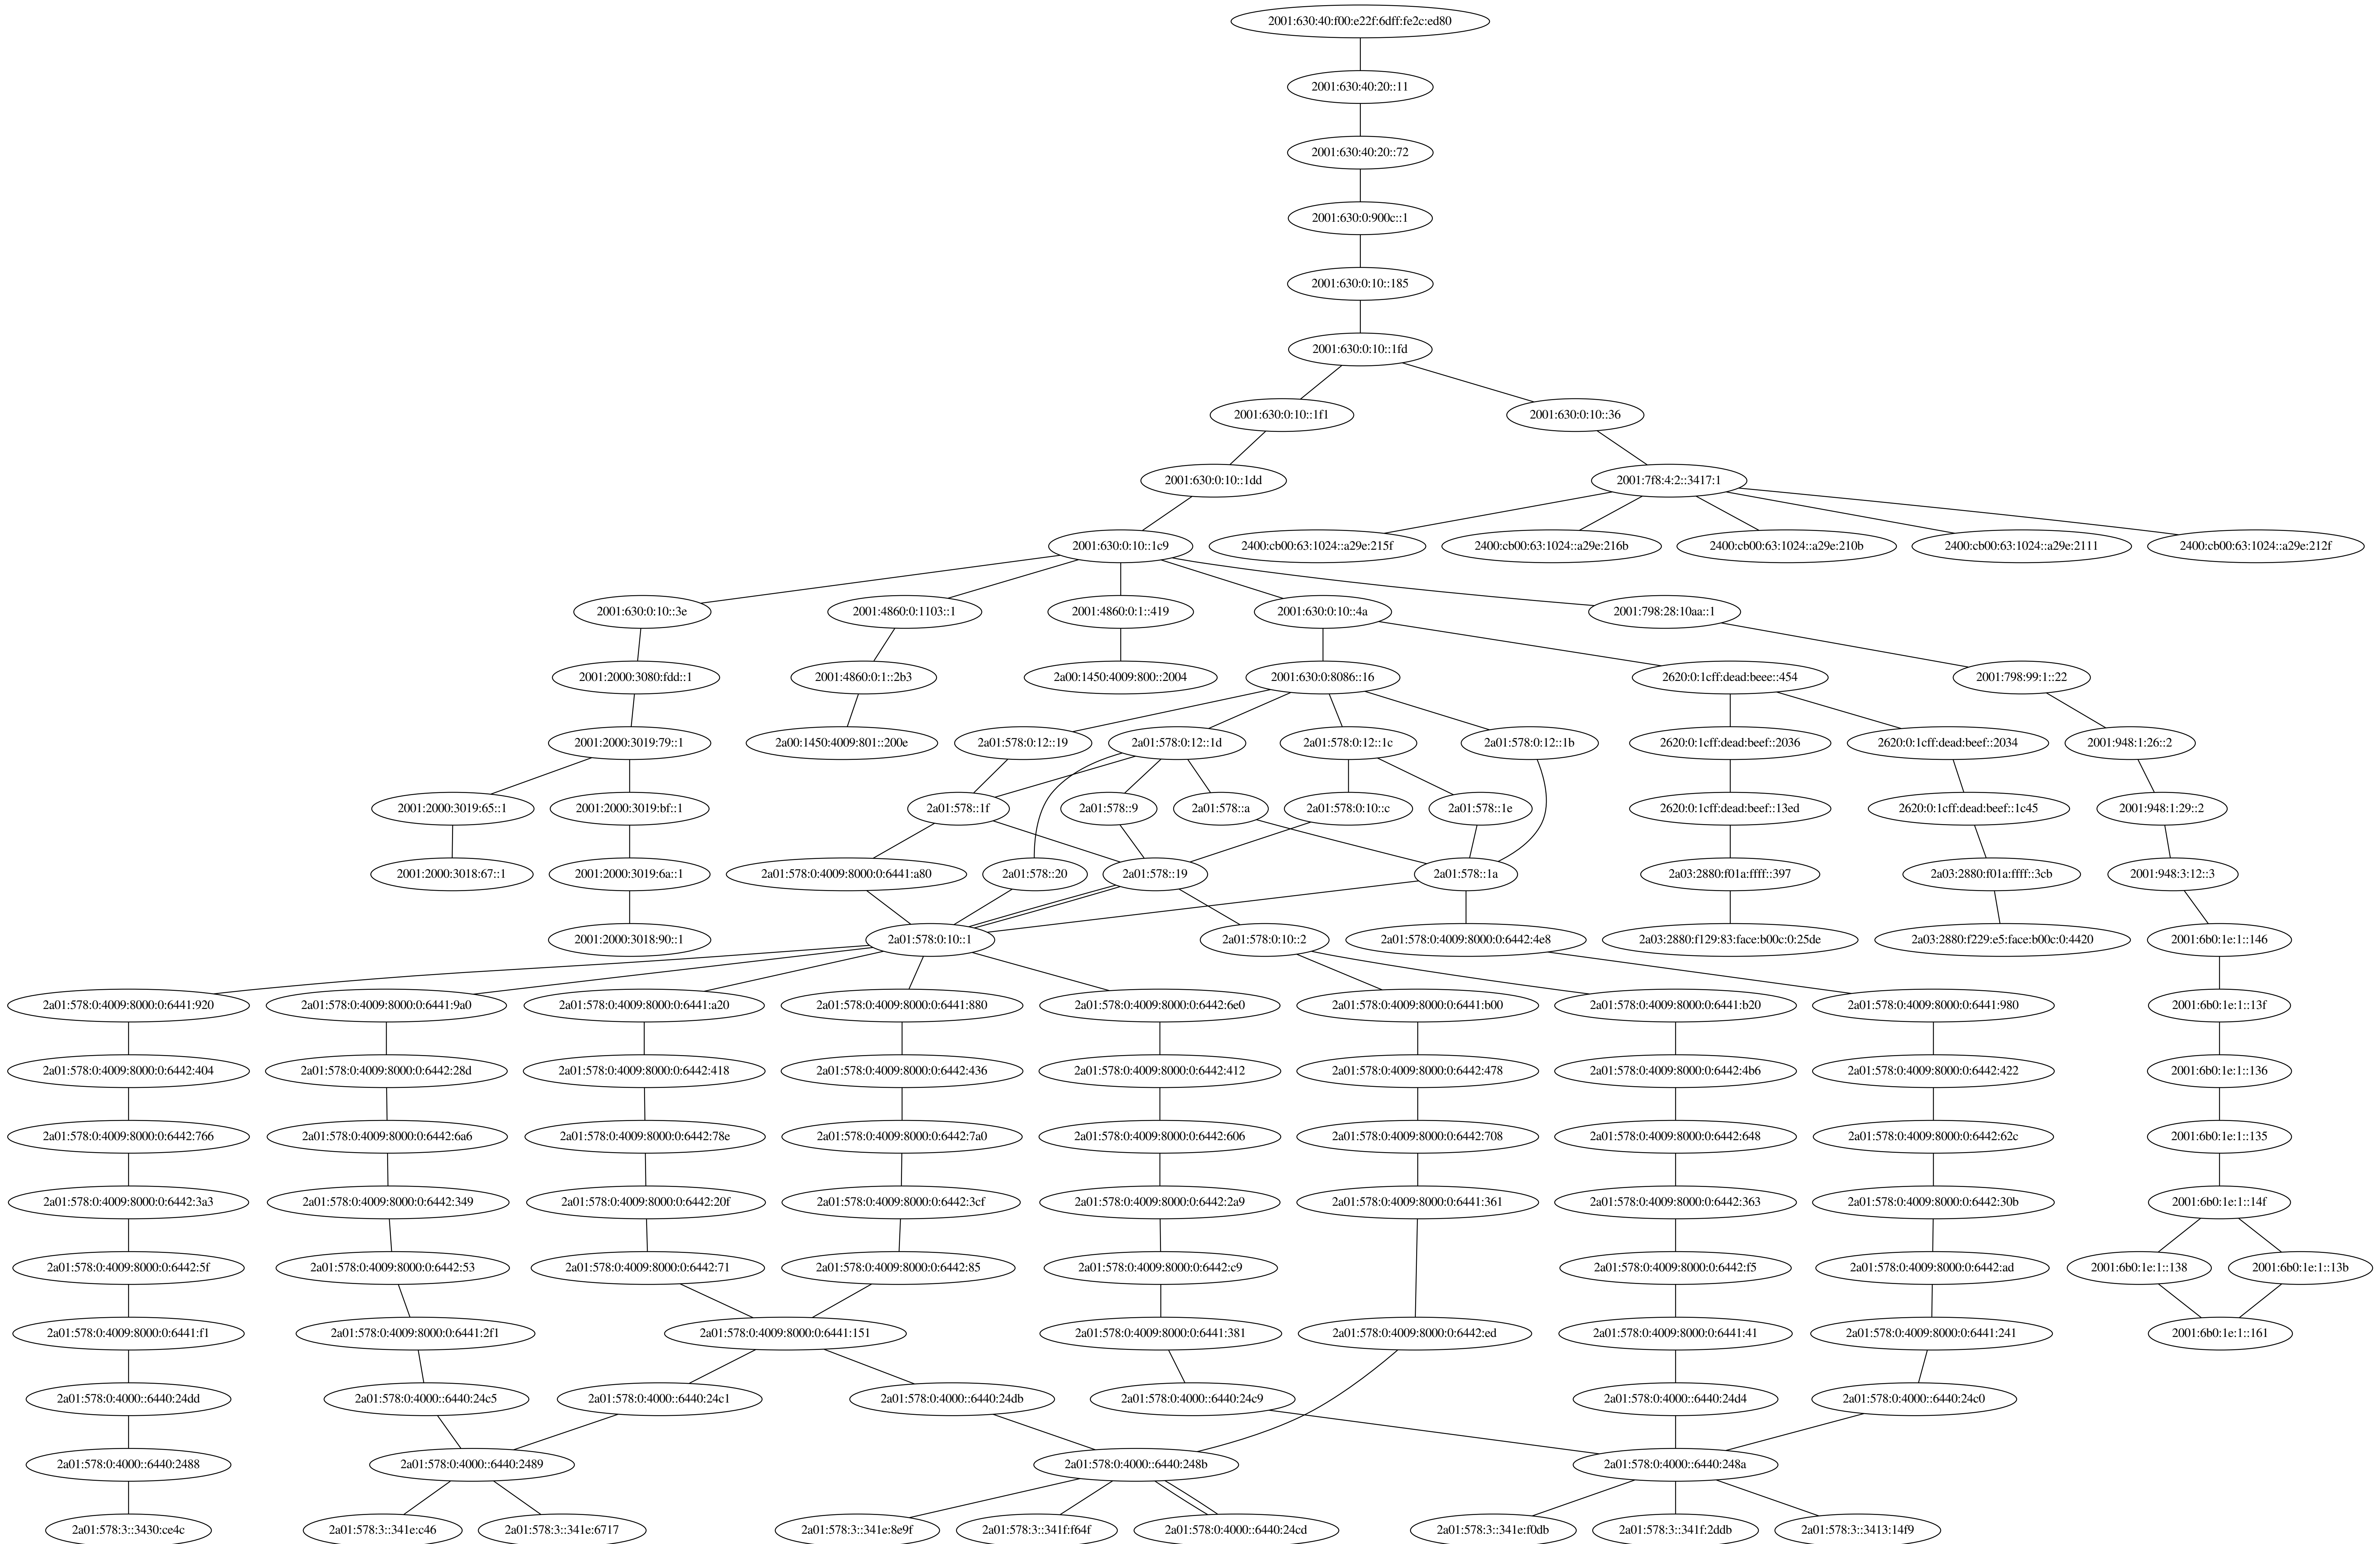 2001:630:40:f00:e22f:6dff:fe2c:ed80
2001:630:40:20::11
2001:630:40:20::72
2001:630:0:900c::1
2001:630:0:10::185
2001:630:0:10::1fd
2001:630:0:10::1f1
2001:630:0:10::36
2001:630:0:10::1dd
2001:7f8:4:2::3417:1
2001:630:0:10::1c9
2400:cb00:63:1024::a29e:215f
2400:cb00:63:1024::a29e:216b
2400:cb00:63:1024::a29e:210b
2400:cb00:63:1024::a29e:2111
2400:cb00:63:1024::a29e:212f
2001:630:0:10::3e
2001:4860:0:1103::1
2001:4860:0:1::419
2001:630:0:10::4a
2001:798:28:10aa::1
2001:2000:3080:fdd::1
2001:4860:0:1::2b3
2a00:1450:4009:800::2004
2001:630:0:8086::16
2620:0:1cff:dead:beee::454
2001:798:99:1::22
2001:2000:3019:79::1
2a00:1450:4009:801::200e
2a01:578:0:12::19
2a01:578:0:12::1d
2a01:578:0:12::1c
2a01:578:0:12::1b
2620:0:1cff:dead:beef::2036
2620:0:1cff:dead:beef::2034
2001:948:1:26::2
2001:2000:3019:65::1
2001:2000:3019:bf::1
2a01:578::1f
2a01:578::9
2a01:578::a
2a01:578:0:10::c
2a01:578::1e
2620:0:1cff:dead:beef::13ed
2620:0:1cff:dead:beef::1c45
2001:948:1:29::2
2001:2000:3018:67::1
2001:2000:3019:6a::1
2a01:578:0:4009:8000:0:6441:a80
2a01:578::20
2a01:578::19
2a01:578::1a
2a03:2880:f01a:ffff::397
2a03:2880:f01a:ffff::3cb
2001:948:3:12::3
2001:2000:3018:90::1
2a01:578:0:10::1
2a01:578:0:10::2
2a01:578:0:4009:8000:0:6442:4e8
2a03:2880:f129:83:face:b00c:0:25de
2a03:2880:f229:e5:face:b00c:0:4420
2001:6b0:1e:1::146
2a01:578:0:4009:8000:0:6441:920
2a01:578:0:4009:8000:0:6441:9a0
2a01:578:0:4009:8000:0:6441:a20
2a01:578:0:4009:8000:0:6441:880
2a01:578:0:4009:8000:0:6442:6e0
2a01:578:0:4009:8000:0:6441:b00
2a01:578:0:4009:8000:0:6441:b20
2a01:578:0:4009:8000:0:6441:980
2001:6b0:1e:1::13f
2a01:578:0:4009:8000:0:6442:404
2a01:578:0:4009:8000:0:6442:28d
2a01:578:0:4009:8000:0:6442:418
2a01:578:0:4009:8000:0:6442:436
2a01:578:0:4009:8000:0:6442:412
2a01:578:0:4009:8000:0:6442:478
2a01:578:0:4009:8000:0:6442:4b6
2a01:578:0:4009:8000:0:6442:422
2001:6b0:1e:1::136
2a01:578:0:4009:8000:0:6442:766
2a01:578:0:4009:8000:0:6442:6a6
2a01:578:0:4009:8000:0:6442:78e
2a01:578:0:4009:8000:0:6442:7a0
2a01:578:0:4009:8000:0:6442:606
2a01:578:0:4009:8000:0:6442:708
2a01:578:0:4009:8000:0:6442:648
2a01:578:0:4009:8000:0:6442:62c
2001:6b0:1e:1::135
2a01:578:0:4009:8000:0:6442:3a3
2a01:578:0:4009:8000:0:6442:349
2a01:578:0:4009:8000:0:6442:20f
2a01:578:0:4009:8000:0:6442:3cf
2a01:578:0:4009:8000:0:6442:2a9
2a01:578:0:4009:8000:0:6441:361
2a01:578:0:4009:8000:0:6442:363
2a01:578:0:4009:8000:0:6442:30b
2001:6b0:1e:1::14f
2a01:578:0:4009:8000:0:6442:5f
2a01:578:0:4009:8000:0:6442:53
2a01:578:0:4009:8000:0:6442:71
2a01:578:0:4009:8000:0:6442:85
2a01:578:0:4009:8000:0:6442:c9
2a01:578:0:4009:8000:0:6442:f5
2a01:578:0:4009:8000:0:6442:ad
2001:6b0:1e:1::138
2001:6b0:1e:1::13b
2a01:578:0:4009:8000:0:6441:f1
2a01:578:0:4009:8000:0:6441:2f1
2a01:578:0:4009:8000:0:6441:151
2a01:578:0:4009:8000:0:6441:381
2a01:578:0:4009:8000:0:6442:ed
2a01:578:0:4009:8000:0:6441:41
2a01:578:0:4009:8000:0:6441:241
2001:6b0:1e:1::161
2a01:578:0:4000::6440:24dd
2a01:578:0:4000::6440:24c5
2a01:578:0:4000::6440:24c1
2a01:578:0:4000::6440:24db
2a01:578:0:4000::6440:24c9
2a01:578:0:4000::6440:24d4
2a01:578:0:4000::6440:24c0
2a01:578:0:4000::6440:2488
2a01:578:0:4000::6440:2489
2a01:578:0:4000::6440:248b
2a01:578:0:4000::6440:248a
2a01:578:3::3430:ce4c
2a01:578:3::341e:c46
2a01:578:3::341e:6717
2a01:578:3::341e:8e9f
2a01:578:3::341f:f64f
2a01:578:0:4000::6440:24cd
2a01:578:3::341e:f0db
2a01:578:3::341f:2ddb
2a01:578:3::3413:14f9